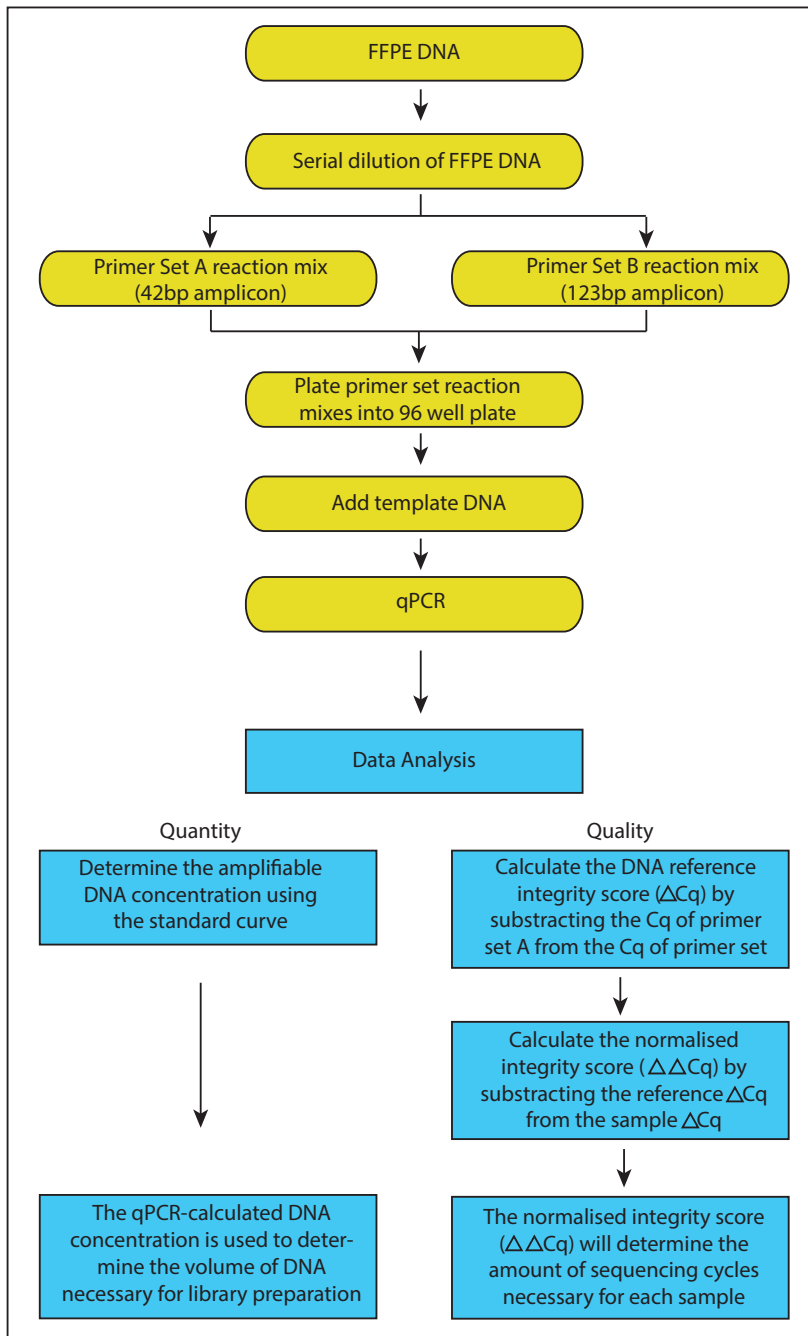 FFPE DNA
Serial dilution of FFPE DNA
Primer Set A reaction mix
(42bp amplicon)
Primer Set B reaction mix
(123bp amplicon)
Plate primer set reaction
mixes into 96 well plate
Add template DNA
qPCR
Data Analysis
Quantity
Determine the amplifiable
DNA concentration using
the standard curve
The qPCR-calculated DNA
concentration is used to deter-
mine the volume of DNA
necessary for library preparation
Quality
Calculate the DNA reference
integrity score (△Cq) by
substracting the Cq of primer
set A from the Cq of primer set
Calculate the normalised
integrity score (△△Cq) by
substracting the reference △Cq
from the sample △Cq
The normalised integrity score
(△△Cq) will determine the
amount of sequencing cycles
necessary for each sample